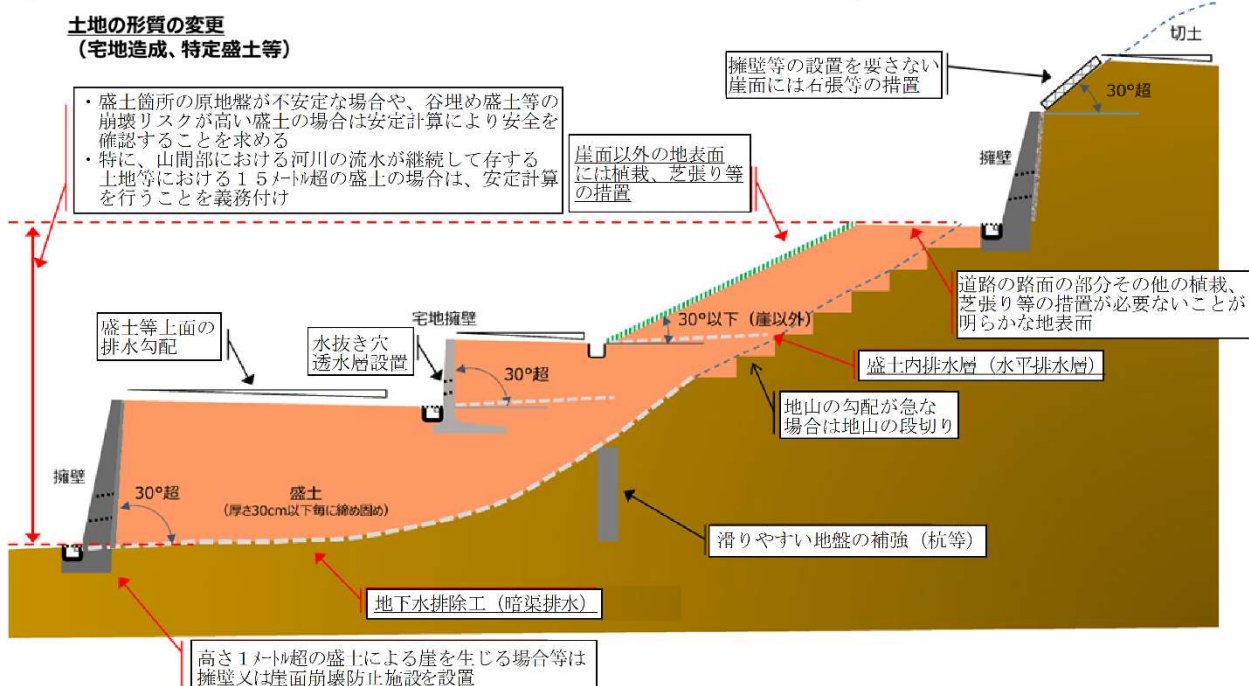 土地の形質の変更
（宅地造成、特定盛土等）
切土
擁壁等の設置を要さない
崖面には石張等の措置
30°超
・盛土箇所の原地盤が不安定な場合や、谷埋め盛土等の
崩壊リスクが高い盛土の場合は安定計算により安全を
確認することを求める
・特に、山間部における河川の流水が継続して存する
土地等における１５メートル超の盛土の場合は、安定計算
を行うことを義務付け
崖面以外の地表面
には植栽、芝張り等
の措置
擁壁
道路の路面の部分その他の植栽、
芝張り等の措置が必要ないことが
明らかな地表面
盛土等上面の
排水勾配
水抜き穴
透水層設置
宅地擁壁
30°以下（崖以外）
盛土内排水層（水平排水層）
30°超
地山の勾配が急な
場合は地山の段切り
擁壁
30°超
盛土
（厚さ30cm以下毎に締め固め）
滑りやすい地盤の補強（杭等）
地下水排除工（暗渠排水）
高さ１メートル超の盛土による崖を生じる場合等は
擁壁又は崖面崩壊防止施設を設置